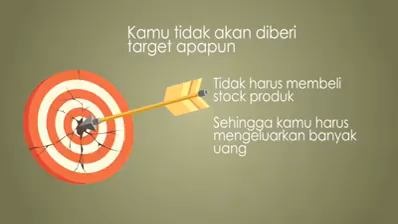 Kamu tidak akan diberi
target apapun
Tidak harus membeli
stock produk
Sehingga kamu harus
mengeluarkan banyak
uang